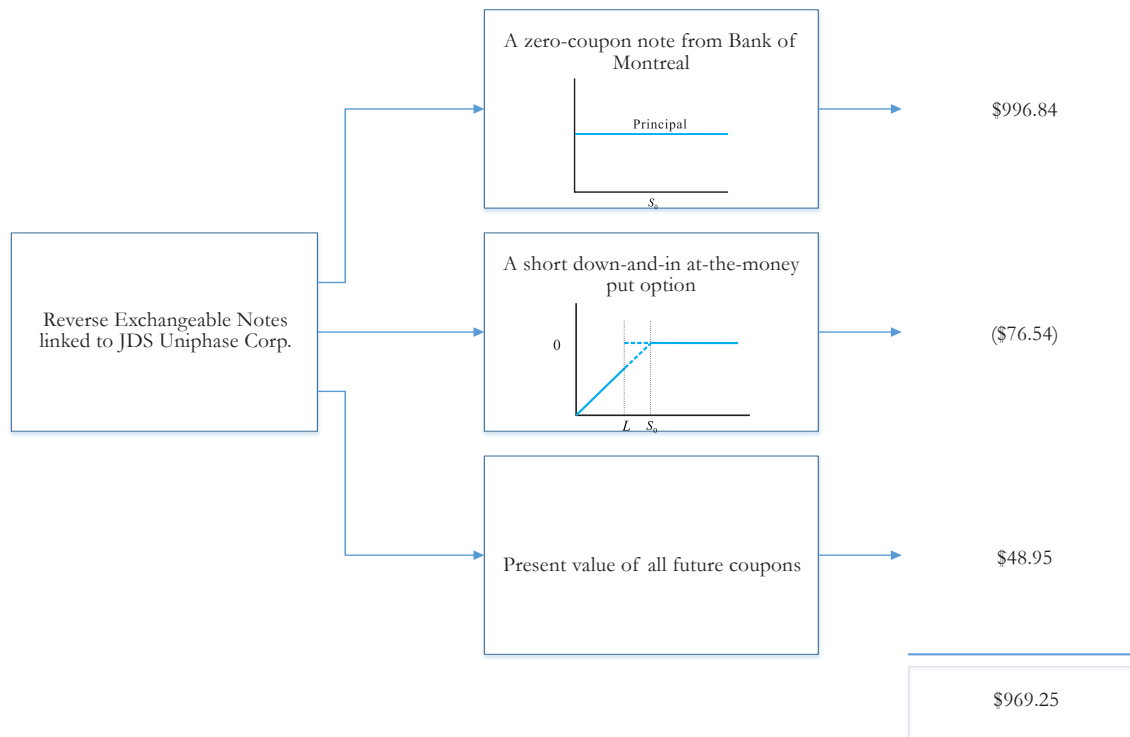 A zero-coupon note from Bank of
Montreal
Principal
S₀
$996.84
Reverse Exchangeable Notes
linked to JDS Uniphase Corp.
A short down-and-in at-the-money
put option
0
L S₀
($76.54)
Present value of all future coupons
$48.95
$969.25